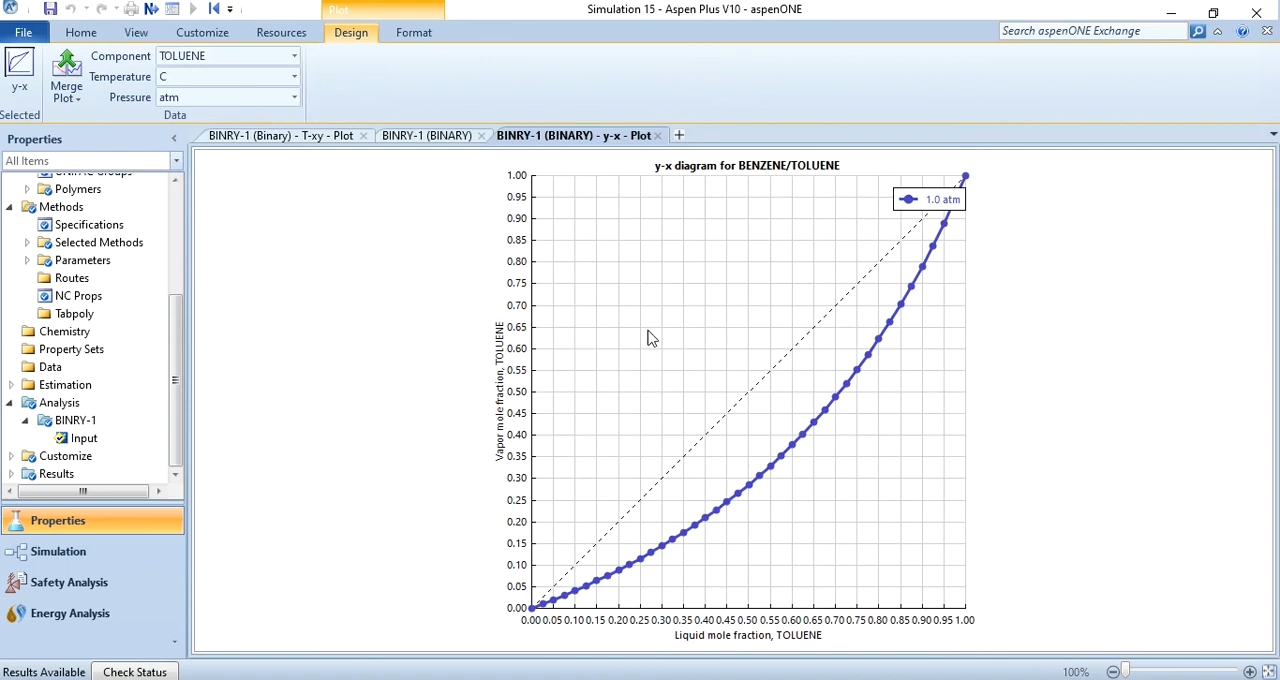 Plot
Simulation 15 - Aspen Plus V10 - aspenONE
File
Home
View
Customize
Resources
Design
Format
Search aspenONE Exchange
y-x
Selected
Merge
Plot
Component TOLUENE
Temperature C
Pressure atm
Data
Properties
All Items
Polymers
Methods
Specifications
Selected Methods
Parameters
Routes
NC Props
Tabpoly
Chemistry
Property Sets
Data
Estimation
Analysis
BINRY-1
Input
Customize
Results
Properties
Simulation
Safety Analysis
Energy Analysis
Results Available
Check Status
BINRY-1 (Binary) - T-xy - Plot
BINRY-1 (BINARY)
BINRY-1 (BINARY) - y-x - Plot
y-x diagram for BENZENE/TOLUENE
1.0 atm
Vapor mole fraction, TOLUENE
1.00
0.95
0.90
0.85
0.80
0.75
0.70
0.65
0.60
0.55
0.50
0.45
0.40
0.35
0.30
0.25
0.20
0.15
0.10
0.05
0.00
0.00 0.05 0.10 0.15 0.20 0.25 0.30 0.35 0.40 0.45 0.50 0.55 0.60 0.65 0.70 0.75 0.80 0.85 0.90 0.95 1.00
Liquid mole fraction, TOLUENE
100%